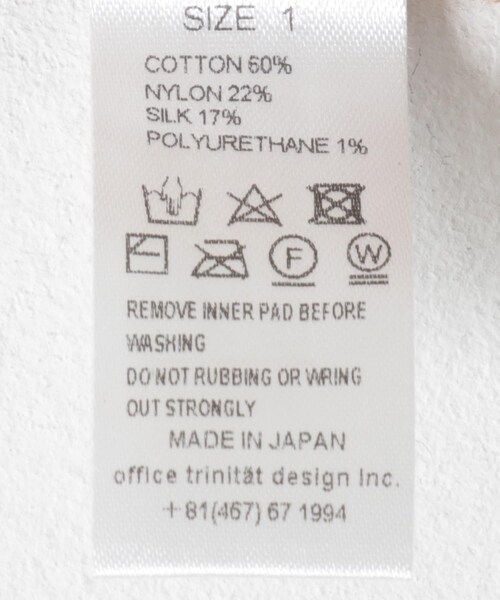 SIZE 1
COTTON 60%
NYLON 22%
SILK 17%
POLYURETHANE 1%
F W
REMOVE INNER PAD BEFORE
WASHING
DO NOT RUBBING OR WRING
OUT STRONGLY
MADE IN JAPAN
office trinität design Inc.
+81(467) 67 1994